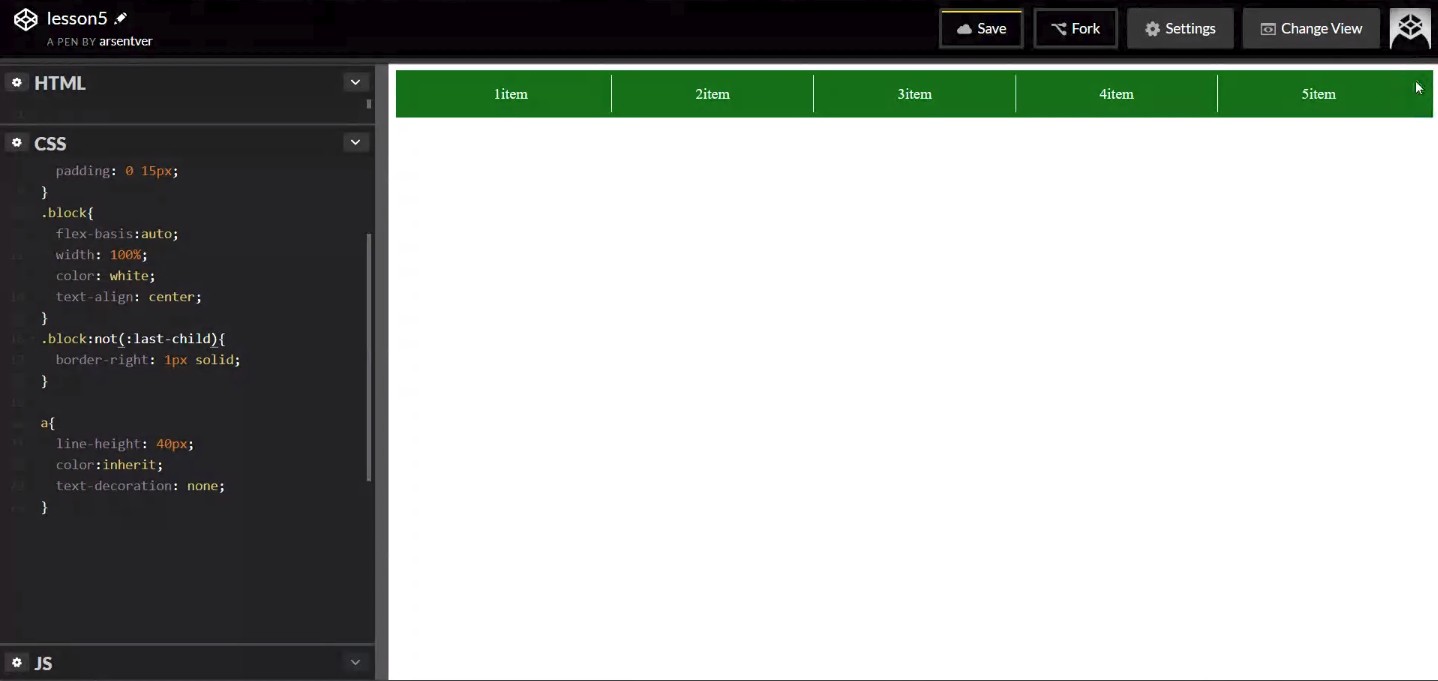 lesson5
A PEN BY arsentver
Save
Fork
Settings
Change View
HTML
CSS
padding: 0 15px;
}
.block{
flex-basis:auto;
width: 100%;
color: white;
text-align: center;
}
.block:not(:last-child){
border-right: 1px solid;
}
a{
line-height: 40px;
color:inherit;
text-decoration: none;
}
JS
1item
2item
3item
4item
5item